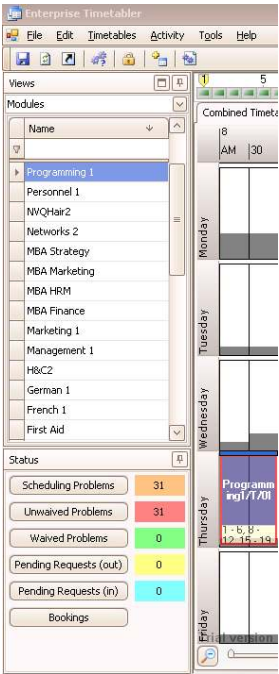 Enterprise Timetabler
File Edit Timetables Activity Tools Help
Views
Modules
Name
Programming 1
Personnel 1
NVQHair2
Networks 2
MBA Strategy
MBA Marketing
MBA HRM
MBA Finance
Marketing 1
Management 1
H&C2
German 1
French 1
First Aid
Status
Scheduling Problems 31
Unwaived Problems 31
Waived Problems 0
Pending Requests (out) 0
Pending Requests (in) 0
Bookings
1 5
Combined Timeta
8
AM 30
Monday
Tuesday
Wednesday
Thursday
Programm
ing1/T/01
1 - 6, 8 -
12, 15 - 19
Friday
Trial version